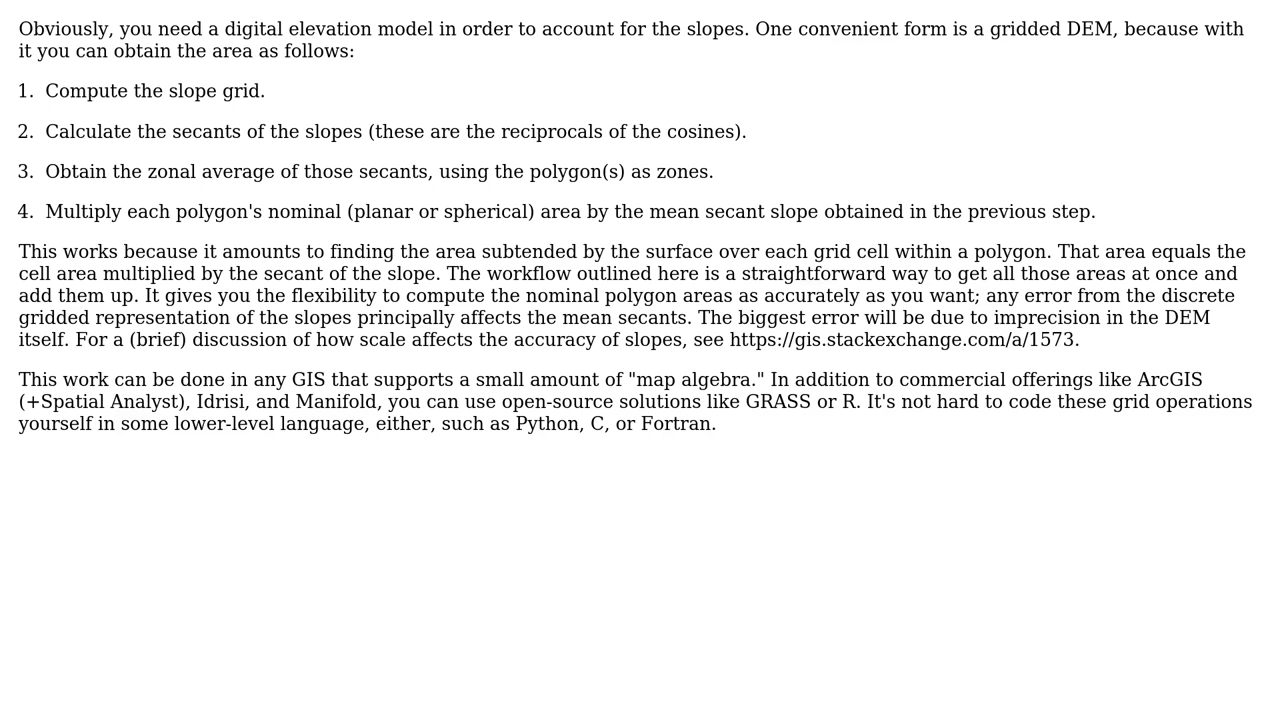 Obviously, you need a digital elevation model in order to account for the slopes. One convenient form is a gridded DEM, because with
it you can obtain the area as follows:
1. Compute the slope grid.
2. Calculate the secants of the slopes (these are the reciprocals of the cosines).
3. Obtain the zonal average of those secants, using the polygon(s) as zones.
4. Multiply each polygon's nominal (planar or spherical) area by the mean secant slope obtained in the previous step.
This works because it amounts to finding the area subtended by the surface over each grid cell within a polygon. That area equals the
cell area multiplied by the secant of the slope. The workflow outlined here is a straightforward way to get all those areas at once and
add them up. It gives you the flexibility to compute the nominal polygon areas as accurately as you want; any error from the discrete
gridded representation of the slopes principally affects the mean secants. The biggest error will be due to imprecision in the DEM
itself. For a (brief) discussion of how scale affects the accuracy of slopes, see https://gis.stackexchange.com/a/1573.
This work can be done in any GIS that supports a small amount of "map algebra." In addition to commercial offerings like ArcGIS
(+Spatial Analyst), Idrisi, and Manifold, you can use open-source solutions like GRASS or R. It's not hard to code these grid operations
yourself in some lower-level language, either, such as Python, C, or Fortran.